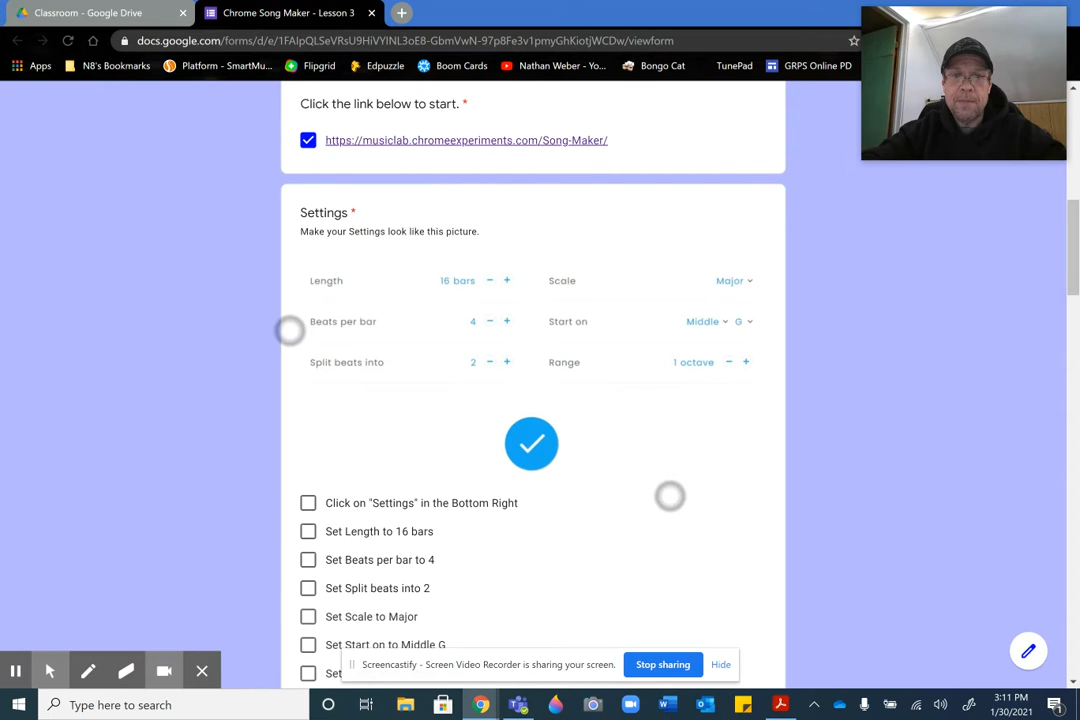 Classroom - Google Drive
Chrome Song Maker - Lesson 3
docs.google.com/forms/d/e/1FAIpQLSeVRsU9HiVYINL3oE8-GbmVwN-97p8Fe3v1pmyGhKiotjWCDw/viewform
Apps N8's Bookmarks Platform - SmartMu... Flipgrid Edpuzzle Boom Cards Nathan Weber - Yo... Bongo Cat TunePad GRPS Online PD
Click the link below to start. *
https://musiclab.chromeexperiments.com/Song-Maker/
Settings *
Make your Settings look like this picture.
Length 16 bars − + Scale Major
Beats per bar 4 − + Start on Middle G
Split beats into 2 − + Range 1 octave − +
Click on "Settings" in the Bottom Right
Set Length to 16 bars
Set Beats per bar to 4
Set Split beats into 2
Set Scale to Major
Set Start on to Middle G
Set
Screencastify - Screen Video Recorder is sharing your screen. Stop sharing Hide
Type here to search
3:11 PM
1/30/2021